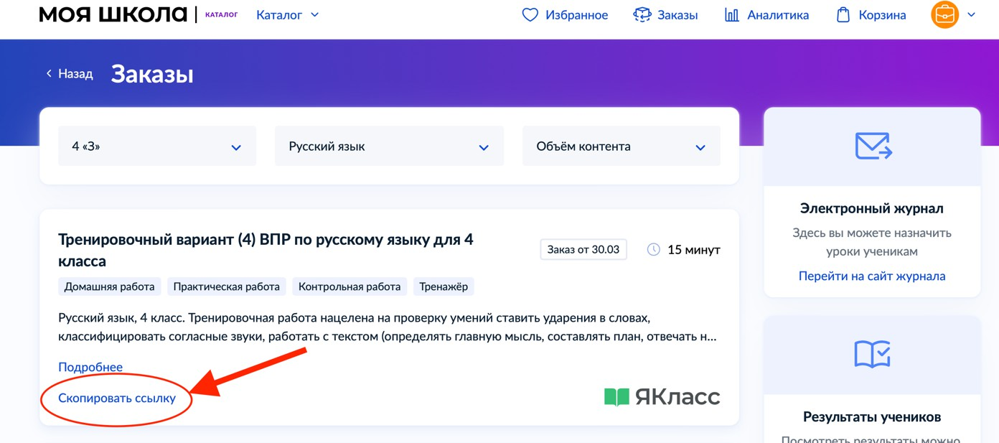 МОЯ ШКОЛА | КАТАЛОГ Каталог Избранное Заказы Аналитика Корзина
Назад Заказы
4 «З» Русский язык Объём контента
Тренировочный вариант (4) ВПР по русскому языку для 4
класса
Заказ от 30.03 15 минут
Домашняя работа Практическая работа Контрольная работа Тренажёр
Русский язык, 4 класс. Тренировочная работа нацелена на проверку умений ставить ударения в словах,
классифицировать согласные звуки, работать с текстом (определять главную мысль, составлять план, отвечать н...
Подробнее
Скопировать ссылку
ЯКласс
Электронный журнал
Здесь вы можете назначить
уроки ученикам
Перейти на сайт журнала
Результаты учеников
Посмотреть результаты можно